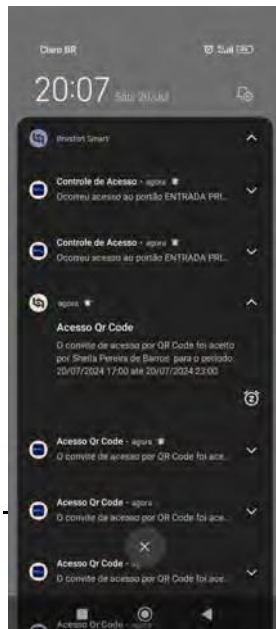 Claro BR
20:07 Sáb, 20/Jul
Controle de Acesso · agora
Ocorreu acesso ao portão ENTRADA PRI...
Controle de Acesso · agora
Ocorreu acesso ao portão ENTRADA PRI...
agora
Acesso Qr Code
O convite de acesso por QR Code foi aceito
por Sheila Pereira de Barros para o período
20/07/2024 17:00 até 20/07/2024 23:00
Acesso Qr Code · agora
O convite de acesso por QR Code foi ace...
Acesso Qr Code · agora
O convite de acesso por QR Code foi ace...
Acesso Qr Code
O convite de acesso por QR Code foi ace...
Acesso Qr Code